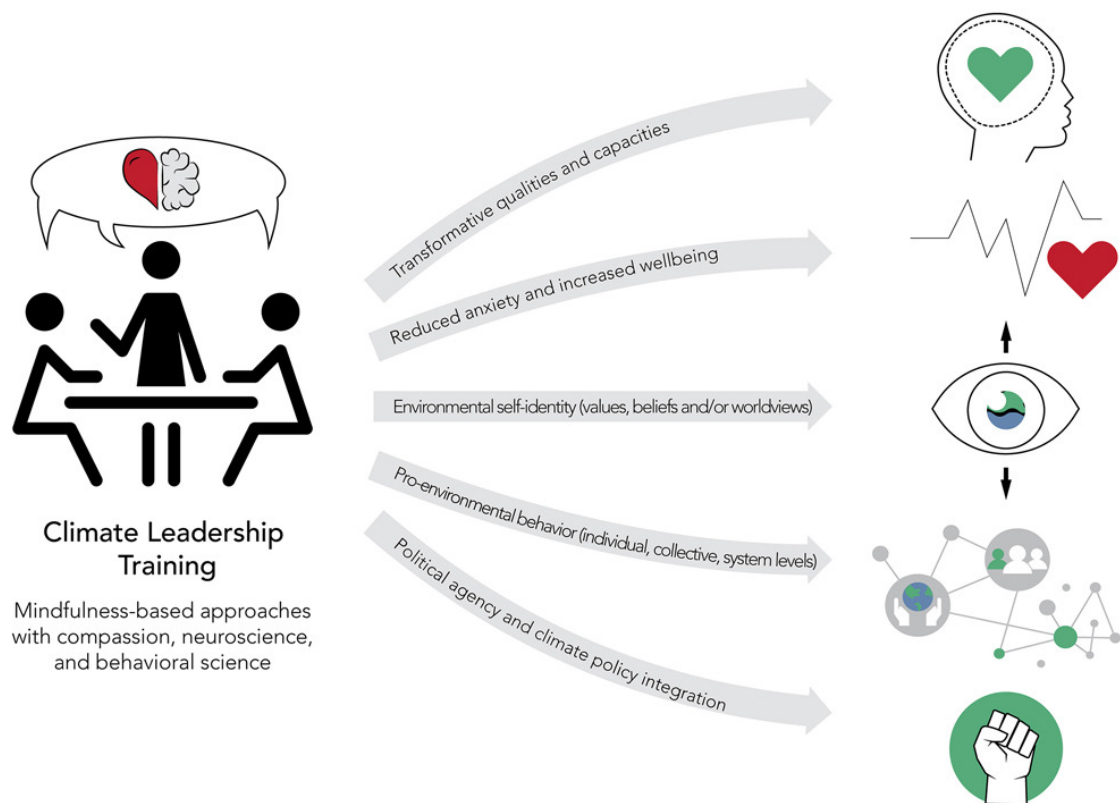 Transformative qualities and capacities
Reduced anxiety and increased wellbeing
Environmental self-identity (values, beliefs and/or worldviews)
Pro-environmental behavior (individual, collective, system levels)
Political agency and climate policy integration
Climate Leadership
Training
Mindfulness-based approaches
with compassion, neuroscience,
and behavioral science